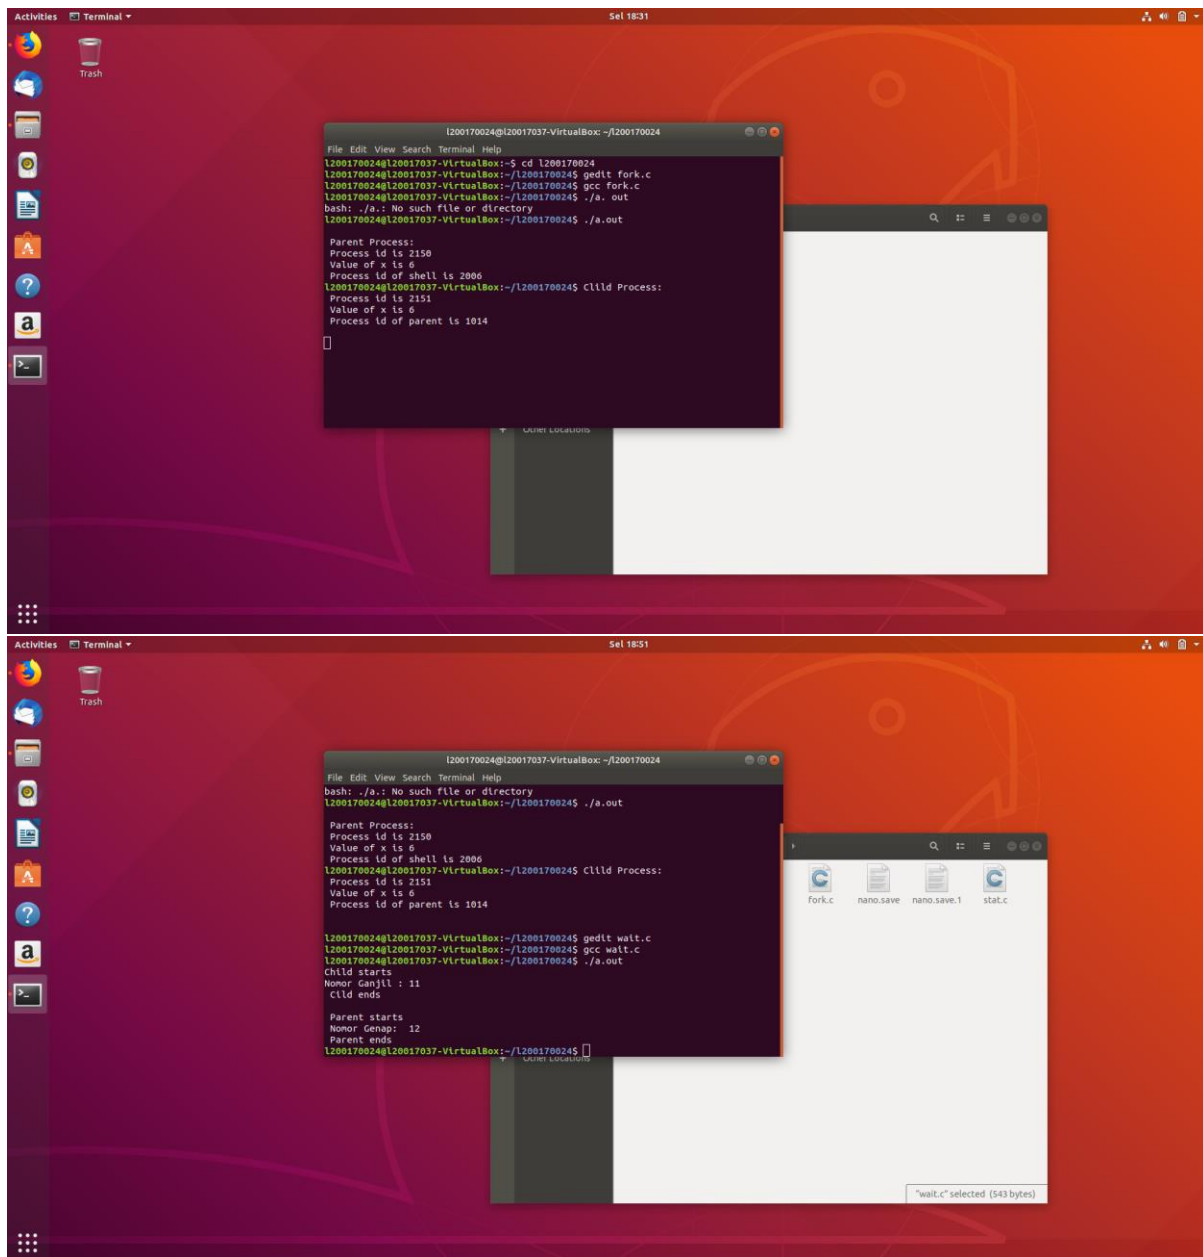 Activities Terminal Sel 18:31
Trash
l200170024@l20017037-VirtualBox: ~/l200170024
File Edit View Search Terminal Help
l200170024@l20017037-VirtualBox:~$ cd l200170024
l200170024@l20017037-VirtualBox:~/l200170024$ gedit fork.c
l200170024@l20017037-VirtualBox:~/l200170024$ gcc fork.c
l200170024@l20017037-VirtualBox:~/l200170024$ ./a. out
bash: ./a.: No such file or directory
l200170024@l20017037-VirtualBox:~/l200170024$ ./a.out
Parent Process:
Process id is 2150
Value of x is 6
Process id of shell is 2006
l200170024@l20017037-VirtualBox:~/l200170024$ Clild Process:
Process id is 2151
Value of x is 6
Process id of parent is 1014
+ Other Locations
Activities Terminal Sel 18:51
Trash
l200170024@l20017037-VirtualBox: ~/l200170024
File Edit View Search Terminal Help
bash: ./a.: No such file or directory
l200170024@l20017037-VirtualBox:~/l200170024$ ./a.out
Parent Process:
Process id is 2150
Value of x is 6
Process id of shell is 2006
l200170024@l20017037-VirtualBox:~/l200170024$ Clild Process:
Process id is 2151
Value of x is 6
Process id of parent is 1014
l200170024@l20017037-VirtualBox:~/l200170024$ gedit wait.c
l200170024@l20017037-VirtualBox:~/l200170024$ gcc wait.c
l200170024@l20017037-VirtualBox:~/l200170024$ ./a.out
Child starts
Nomor Ganjil : 11
Cild ends
Parent starts
Nomor Genap: 12
Parent ends
l200170024@l20017037-VirtualBox:~/l200170024$
fork.c nano.save nano.save.1 stat.c
+ Other Locations
"wait.c" selected (543 bytes)